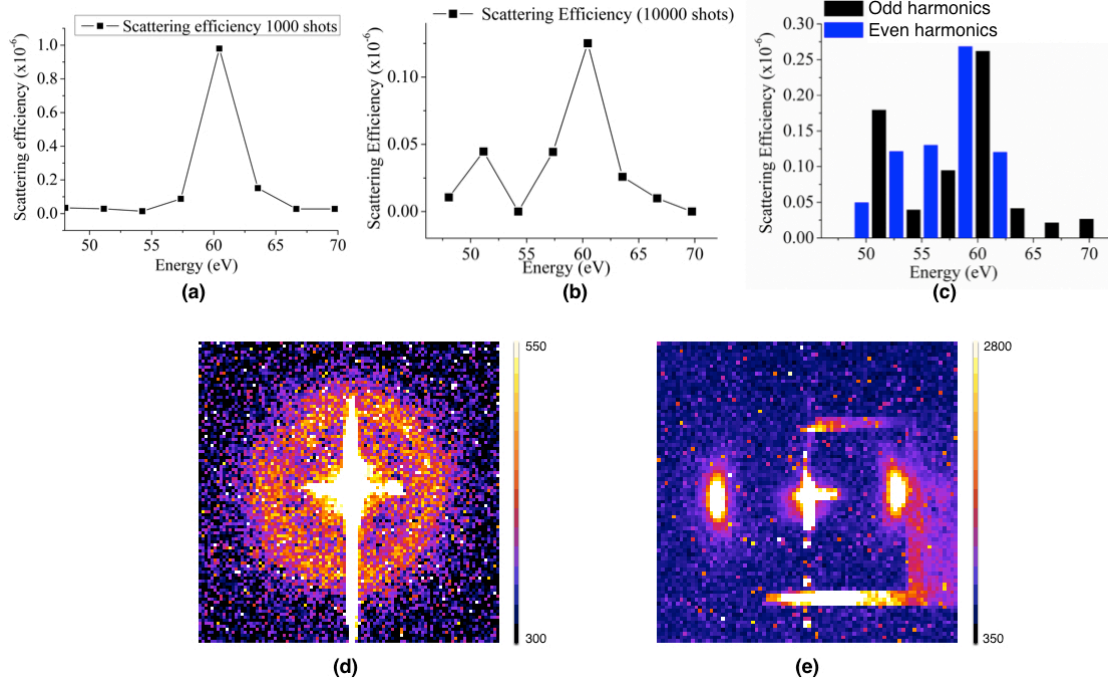 Scattering efficiency 1000 shots
Scattering efficiency (x10⁻⁶)
1.0
0.8
0.6
0.4
0.2
0.0
50 55 60 65 70
Energy (eV)
(a)
Scattering Efficiency (10000 shots)
Scattering Efficiency (x10⁻⁶)
0.10
0.05
0.00
50 55 60 65 70
Energy (eV)
(b)
Odd harmonics
Even harmonics
Scattering Efficiency (x10⁻⁶)
0.30
0.25
0.20
0.15
0.10
0.05
0.00
50 55 60 65 70
Energy (eV)
(c)
550
300
(d)
2800
350
(e)